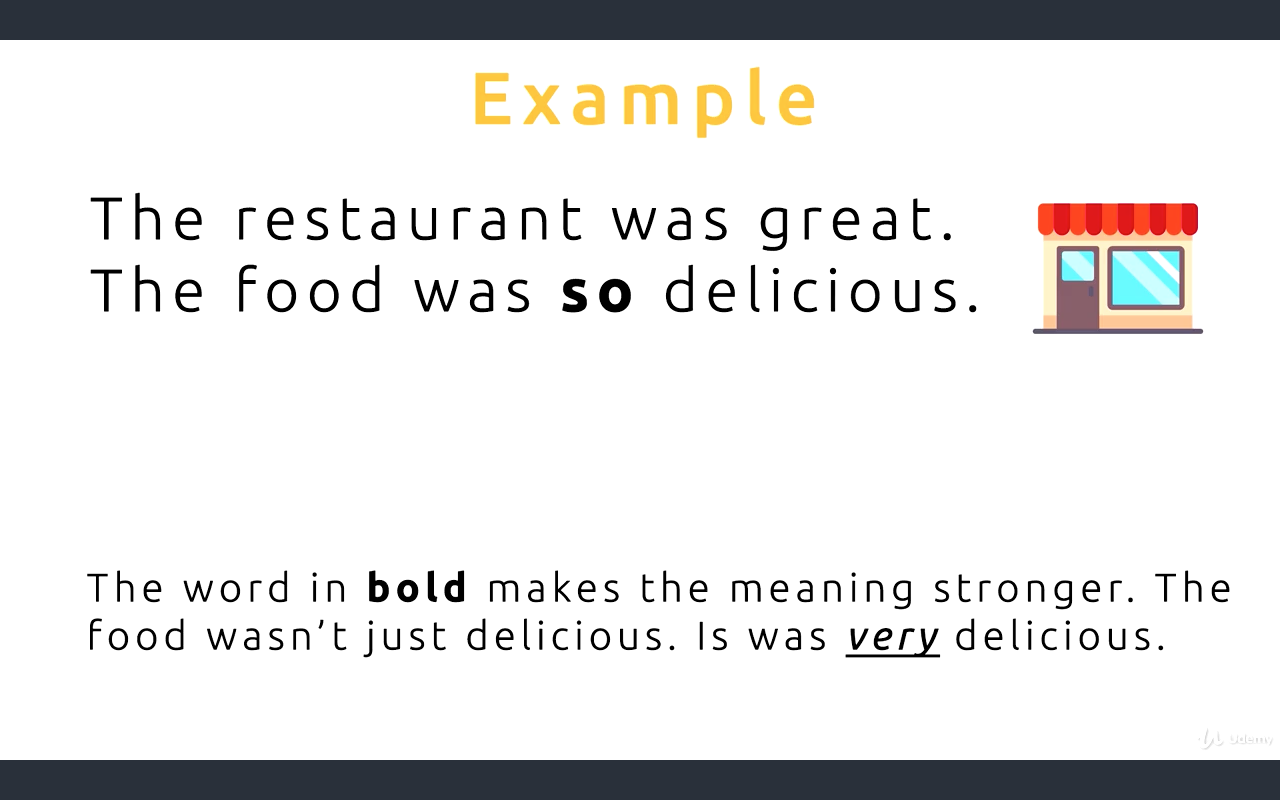 Example
The restaurant was great.
The food was so delicious.
The word in bold makes the meaning stronger. The
food wasn’t just delicious. Is was very delicious.
Udemy